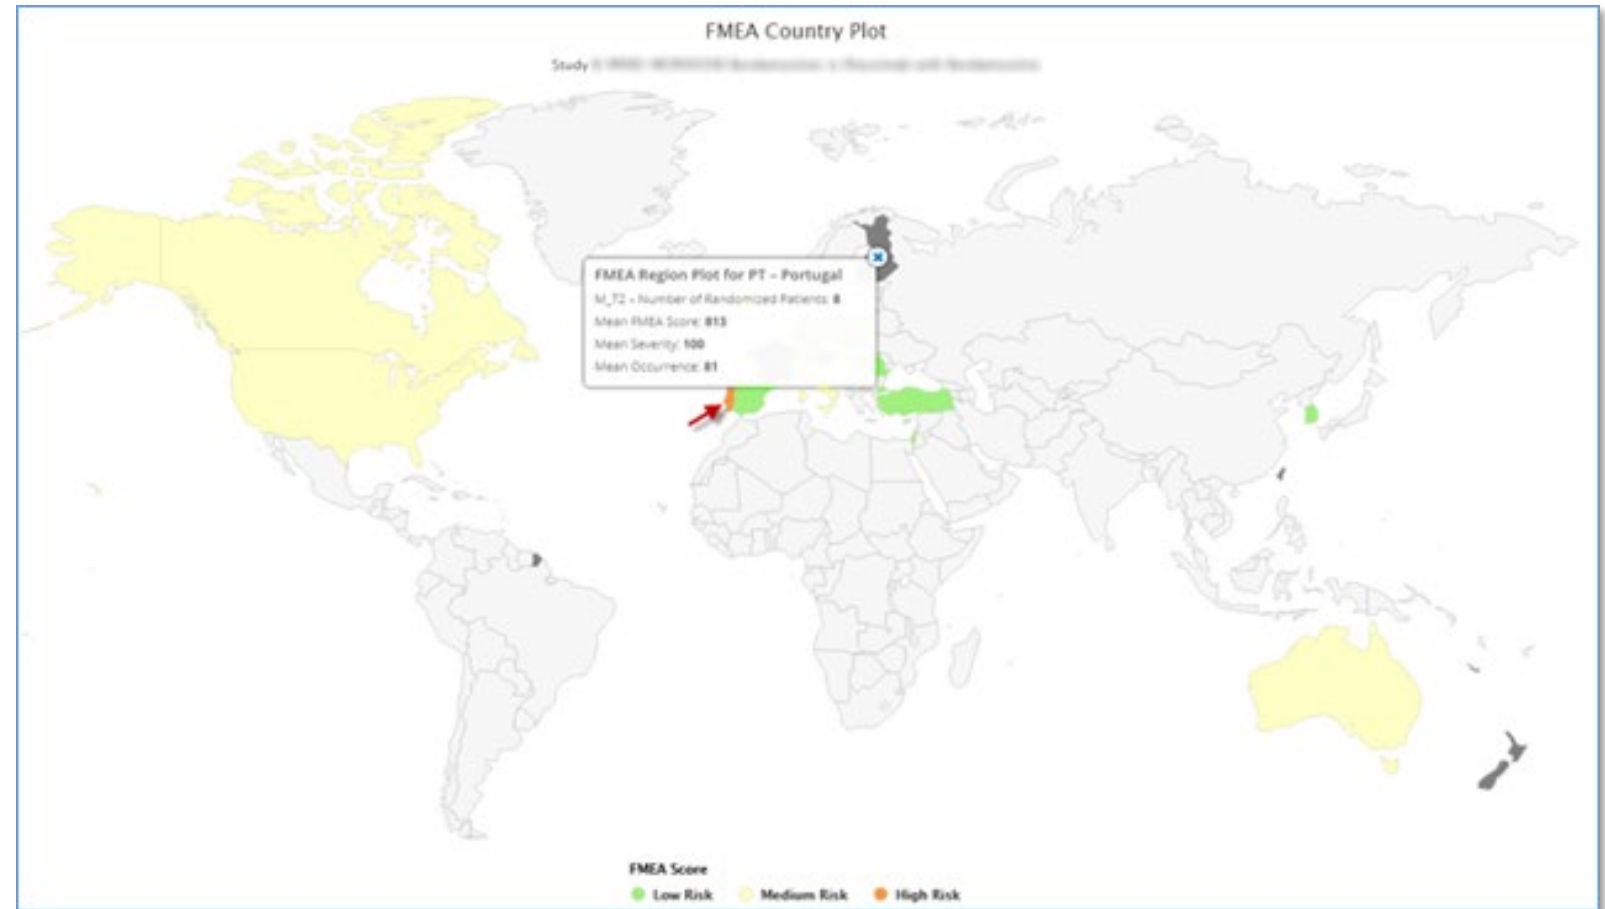 FMEA Country Plot
Study
FMEA Region Plot for PT - Portugal
M_72 - Number of Randomized Patients: 8
Mean FMEA Score: 813
Mean Severity: 100
Mean Occurrence: 81
FMEA Score
Low Risk Medium Risk High Risk